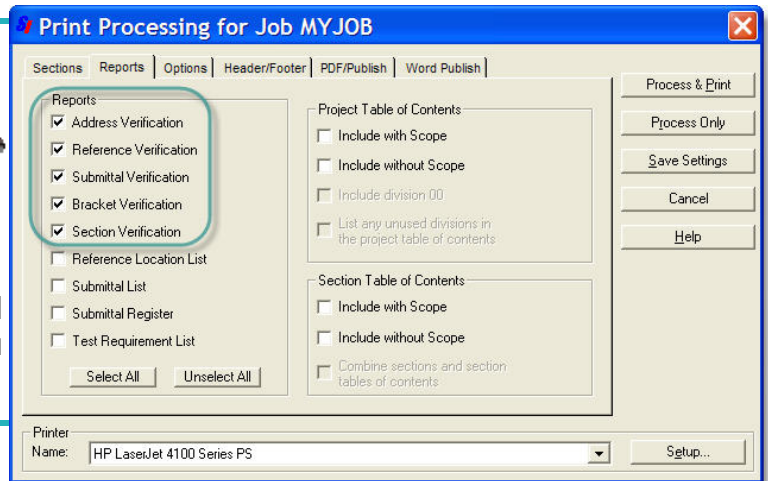 Print Processing for Job MYJOB
Sections Reports Options Header/Footer PDF/Publish Word Publish
Reports
Address Verification
Reference Verification
Submittal Verification
Bracket Verification
Section Verification
Reference Location List
Submittal List
Submittal Register
Test Requirement List
Select All Unselect All
Project Table of Contents
Include with Scope
Include without Scope
Include division 00
List any unused divisions in
the project table of contents
Section Table of Contents
Include with Scope
Include without Scope
Combine sections and section
tables of contents
Process & Print
Process Only
Save Settings
Cancel
Help
Printer
Name: HP LaserJet 4100 Series PS Setup...